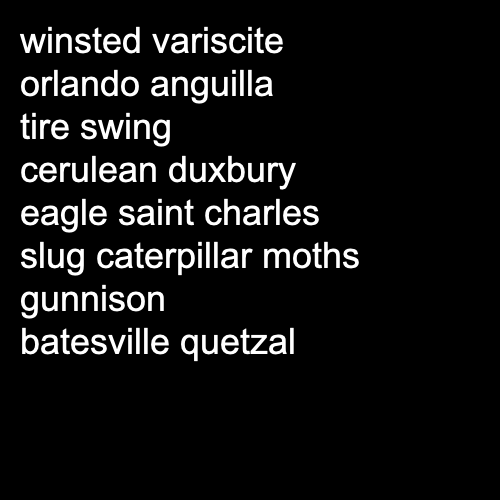 winsted variscite
orlando anguilla
tire swing
cerulean duxbury
eagle saint charles
slug caterpillar moths
gunnison
batesville quetzal